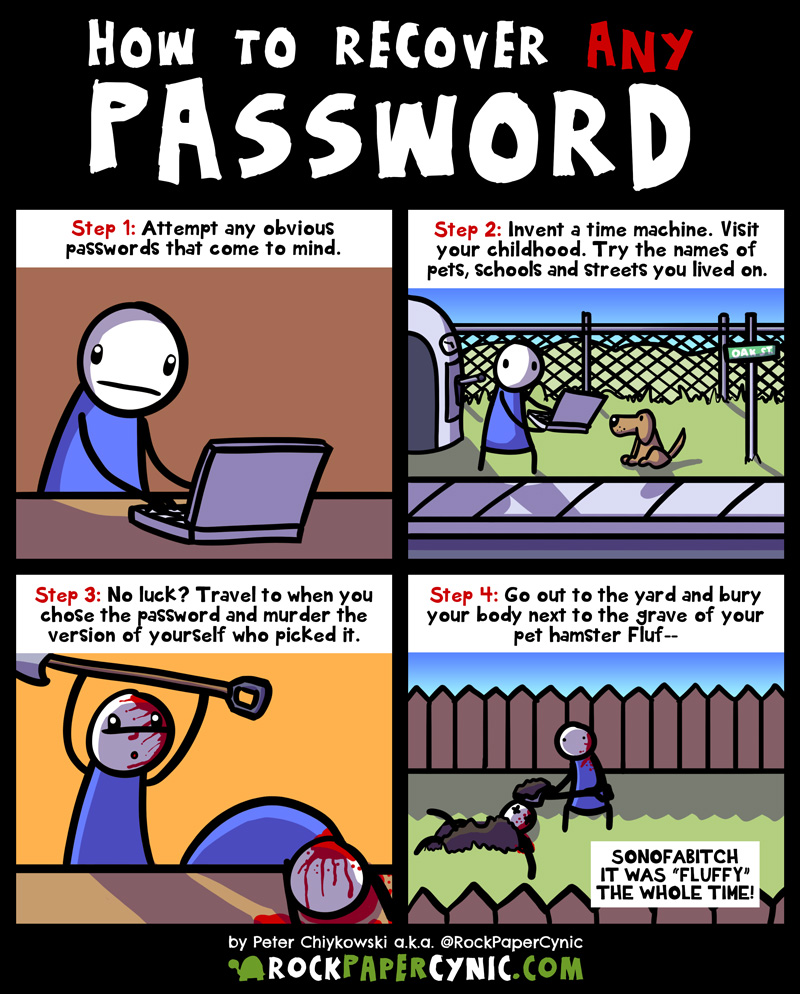 HOW TO RECOVER ANY
PASSWORD
Step 1: Attempt any obvious
passwords that come to mind.
Step 2: Invent a time machine. Visit
your childhood. Try the names of
pets, schools and streets you lived on.
OAK ST.
Step 3: No luck? Travel to when you
chose the password and murder the
version of yourself who picked it.
Step 4: Go out to the yard and bury
your body next to the grave of your
pet hamster Fluf--
SONOFABITCH
IT WAS "FLUFFY"
THE WHOLE TIME!
by Peter Chiykowski a.k.a. @RockPaperCynic
ROCKPAPERCYNIC.COM